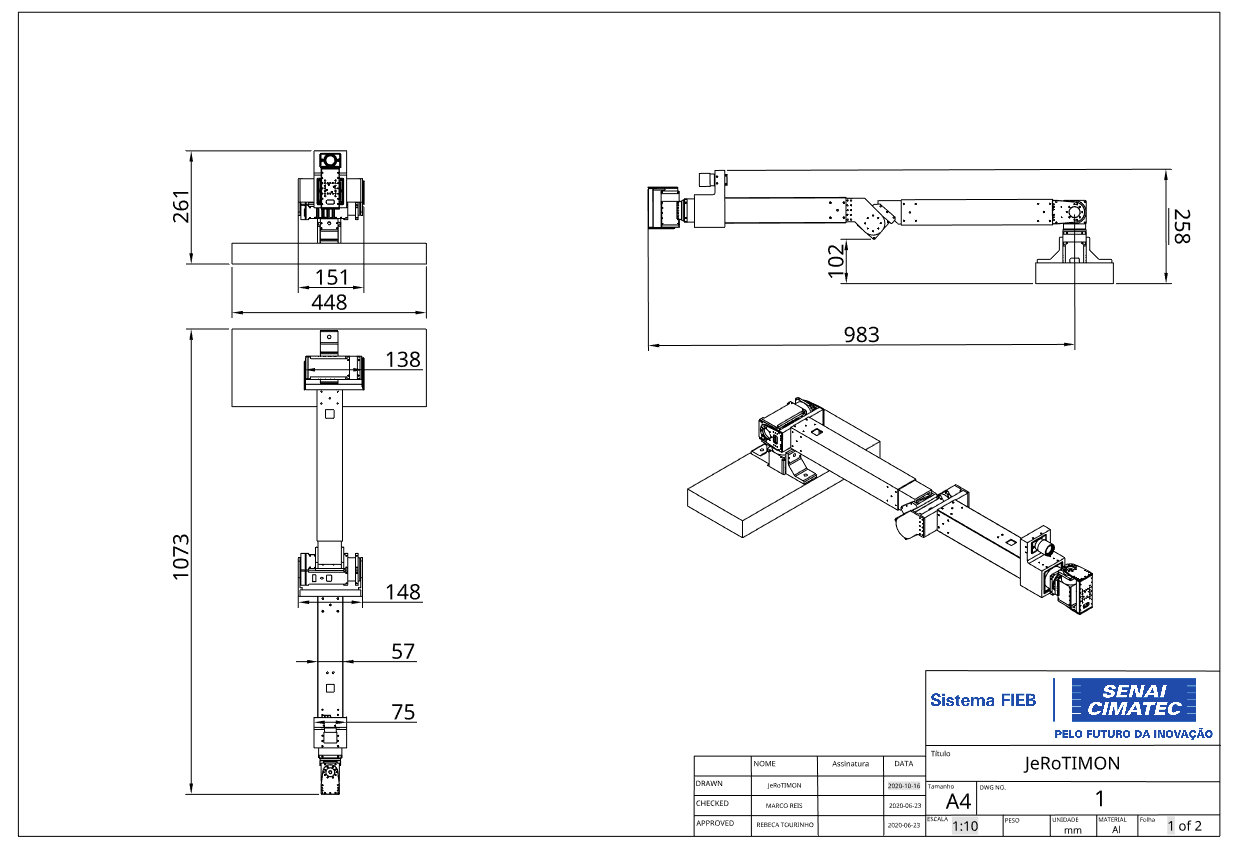 261
151
448
258
102
983
138
1073
148
57
75
Sistema FIEB
SENAI
CIMATEC
PELO FUTURO DA INOVAÇÃO
Título
JeRoTIMON
NOME Assinatura DATA
DRAWN JeRoTIMON 2020-10-16
CHECKED MARCO REIS 2020-06-23
APPROVED REBECA TOURINHO 2020-06-23
Tamanho A4 DWG NO. 1
ESCALA 1:10 PESO UNIDADE mm MATERIAL Al Folha 1 of 2